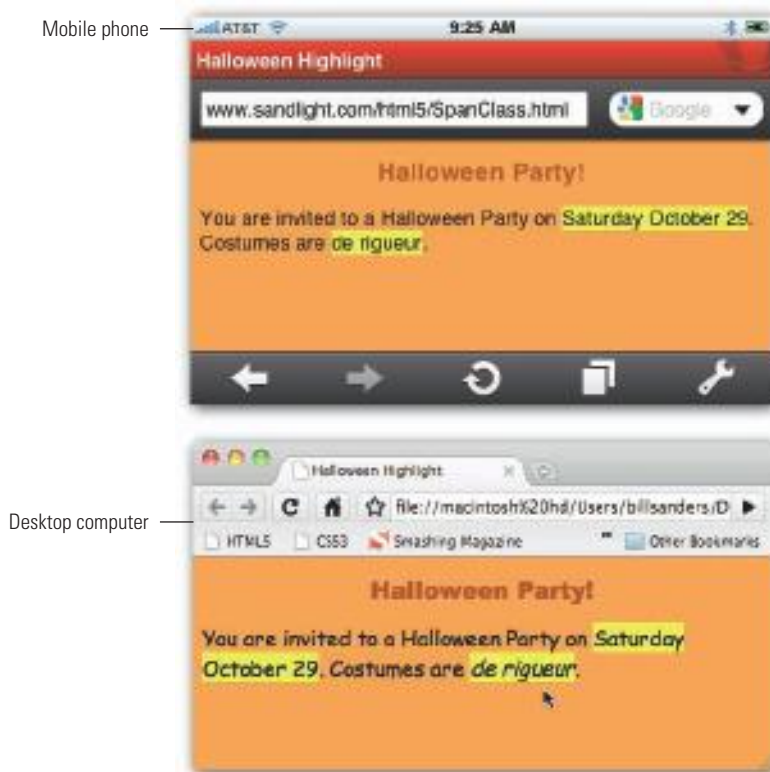 Mobile phone
AT&T 9:25 AM
Halloween Highlight
www.sandlight.com/html5/SpanClass.html Google
Halloween Party!
You are invited to a Halloween Party on Saturday October 29.
Costumes are de rigueur.
Halloween Highlight
Desktop computer
file://macintosh%20hd/Users/billsanders/D
HTML5 CSS3 Smashing Magazine Other Bookmarks
Halloween Party!
You are invited to a Halloween Party on Saturday
October 29. Costumes are de rigueur.